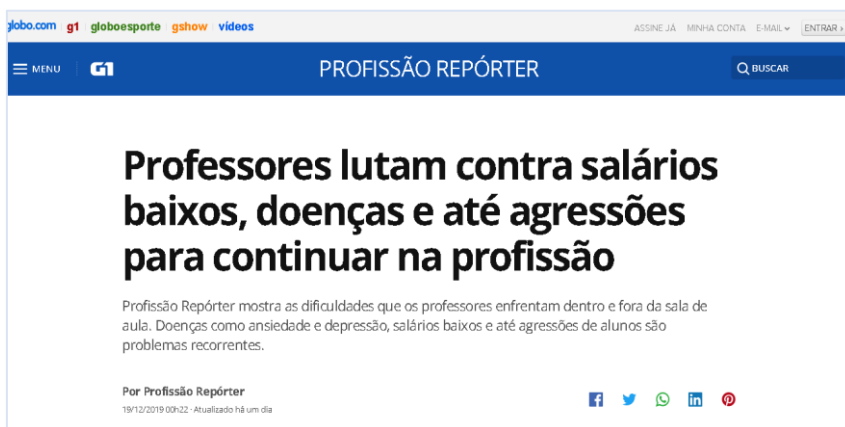 globo.com g1 globoesporte gshow vídeos ASSINE JÁ MINHA CONTA E-MAIL ENTRAR ›
MENU G1 PROFISSÃO REPÓRTER BUSCAR
Professores lutam contra salários
baixos, doenças e até agressões
para continuar na profissão
Profissão Repórter mostra as dificuldades que os professores enfrentam dentro e fora da sala de
aula. Doenças como ansiedade e depressão, salários baixos e até agressões de alunos são
problemas recorrentes.
Por Profissão Repórter
19/12/2019 00h22 · Atualizado há um dia